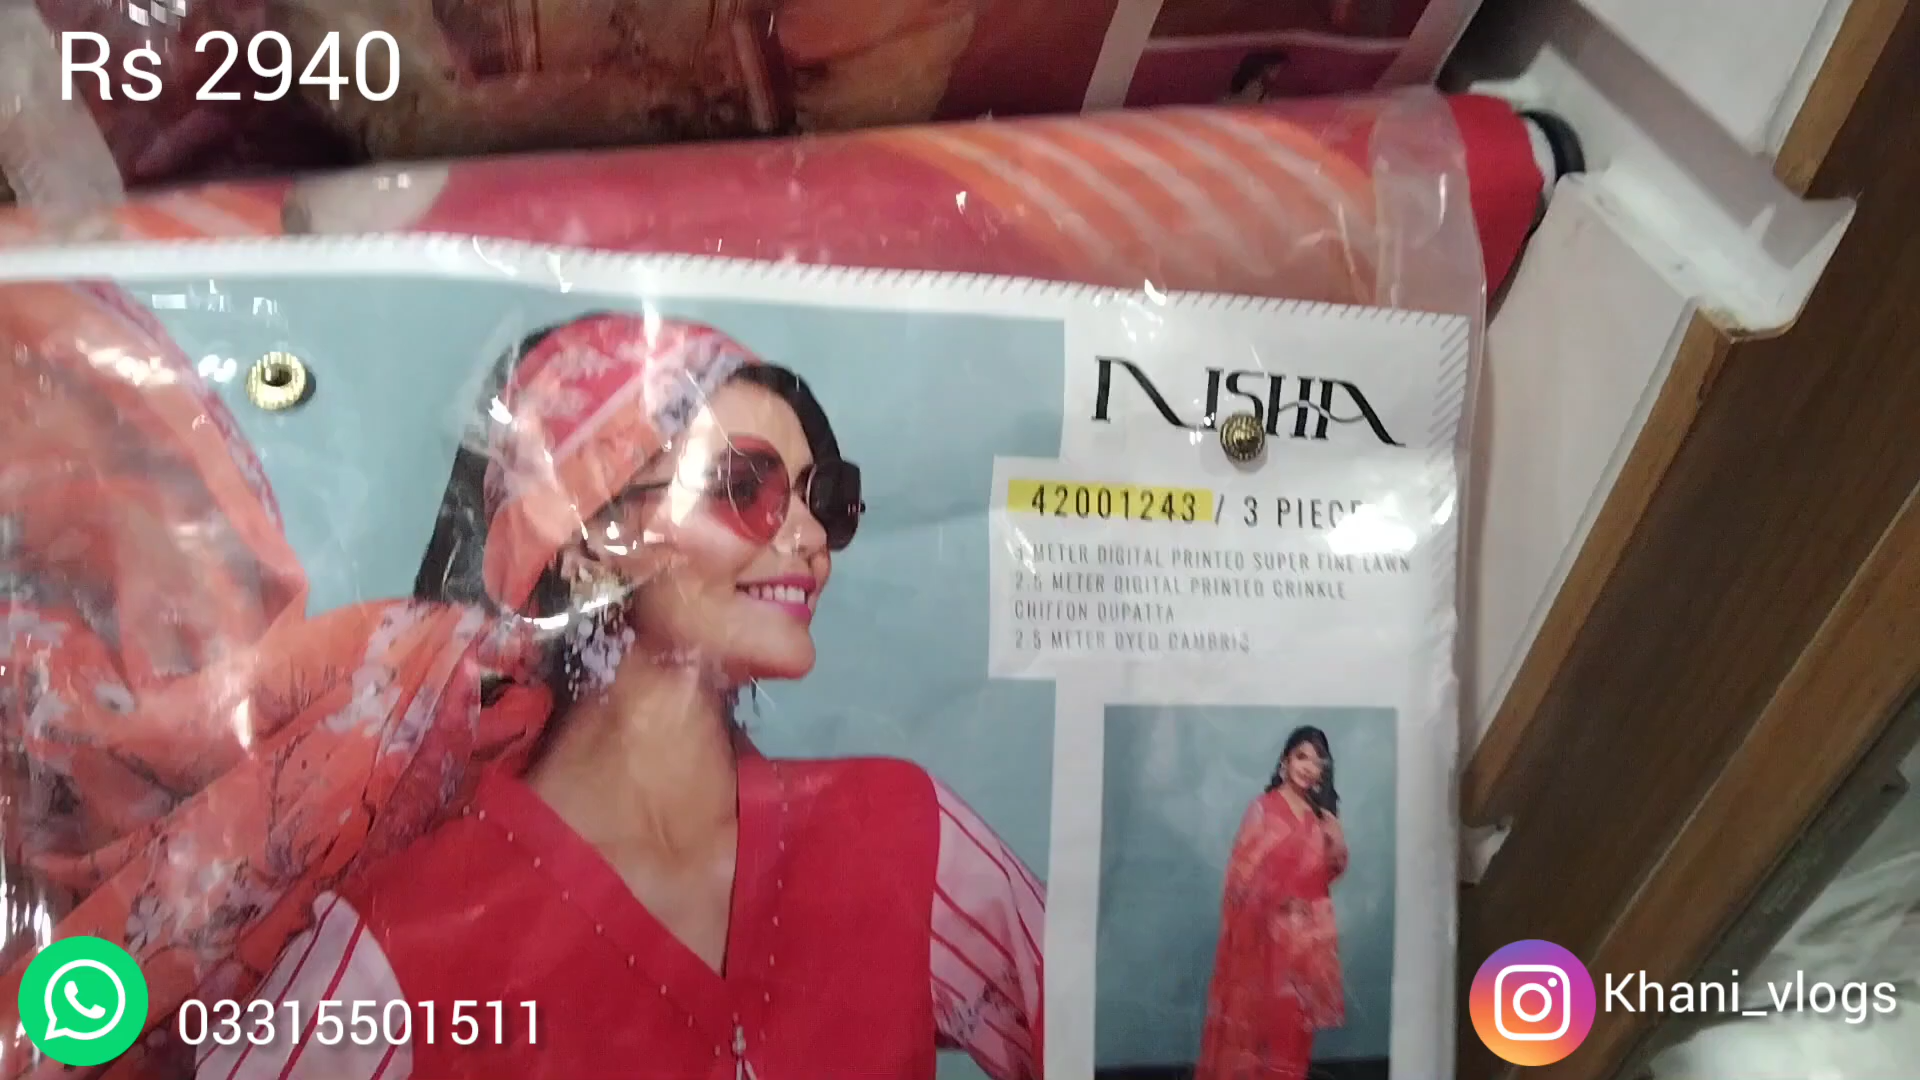 Rs 2940
NISHA
42001243 / 3 PIECE
METER DIGITAL PRINTED SUPER FINE LAWN
2.5 METER DIGITAL PRINTED CRINKLE
CHIFFON DUPATTA
2.5 METER DYED CAMBRIC
03315501511
Khani_vlogs